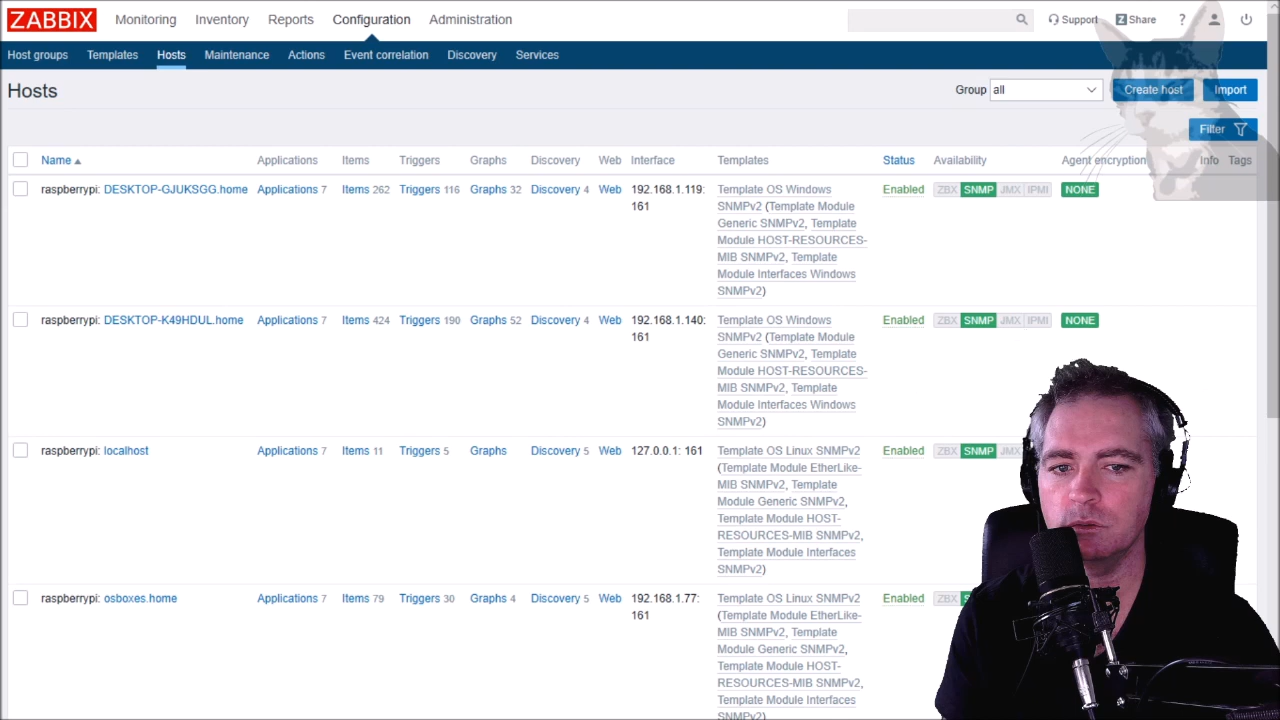 ZABBIX Monitoring Inventory Reports Configuration Administration Support Z Share ?
Host groups Templates Hosts Maintenance Actions Event correlation Discovery Services
Hosts Group all Create host Import
Filter
Name Applications Items Triggers Graphs Discovery Web Interface Templates Status Availability Agent encryption Info Tags
raspberrypi: DESKTOP-GJUKSGG.home Applications 7 Items 262 Triggers 116 Graphs 32 Discovery 4 Web 192.168.1.119: Template OS Windows Enabled ZBX SNMP JMX IPMI NONE
161 SNMPv2 (Template Module
Generic SNMPv2, Template
Module HOST-RESOURCES-
MIB SNMPv2, Template
Module Interfaces Windows
SNMPv2)
raspberrypi: DESKTOP-K49HDUL.home Applications 7 Items 424 Triggers 190 Graphs 52 Discovery 4 Web 192.168.1.140: Template OS Windows Enabled ZBX SNMP JMX IPMI NONE
161 SNMPv2 (Template Module
Generic SNMPv2, Template
Module HOST-RESOURCES-
MIB SNMPv2, Template
Module Interfaces Windows
SNMPv2)
raspberrypi: localhost Applications 7 Items 11 Triggers 5 Graphs Discovery 5 Web 127.0.0.1: 161 Template OS Linux SNMPv2 Enabled ZBX SNMP JMX
(Template Module EtherLike-
MIB SNMPv2, Template
Module Generic SNMPv2,
Template Module HOST-
RESOURCES-MIB SNMPv2,
Template Module Interfaces
SNMPv2)
raspberrypi: osboxes.home Applications 7 Items 79 Triggers 30 Graphs 4 Discovery 5 Web 192.168.1.77: Template OS Linux SNMPv2 Enabled ZBX
161 (Template Module EtherLike-
MIB SNMPv2, Template
Module Generic SNMPv2,
Template Module HOST-
RESOURCES-MIB SNMPv2,
Template Module Interfaces
SNMPv2)